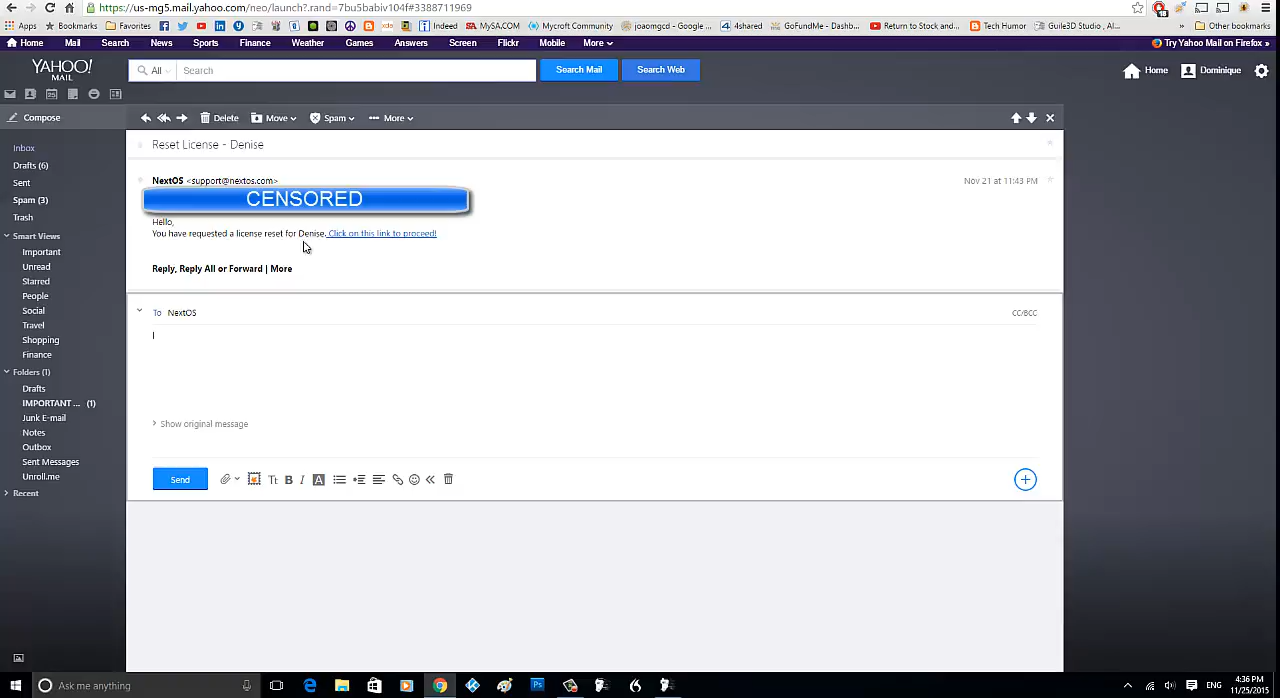 https://us-mg5.mail.yahoo.com/neo/launch?.rand=7bu5babiv104f#3388711969
Apps Bookmarks Favorites Indeed MySA.COM Mycroft Community joaomgcd - Google ... 4shared GoFundMe - Dashb... Return to Stock and... Tech Humor Guile3D Studio , Al... » Other bookmarks
Home Mail Search News Sports Finance Weather Games Answers Screen Flickr Mobile More Try Yahoo Mail on Firefox »
YAHOO!
MAIL
All Search Search Mail Search Web Home Dominique
Compose Delete Move Spam More
Reset License - Denise
Inbox
Drafts (6)
Sent
Spam (3)
Trash
Smart Views
Important
Unread
Starred
People
Social
Travel
Shopping
Finance
Folders (1)
Drafts
IMPORTANT ... (1)
Junk E-mail
Notes
Outbox
Sent Messages
Unroll.me
Recent
NextOS <support@nextos.com> Nov 21 at 11:43 PM
CENSORED
Hello,
You have requested a license reset for Denise. Click on this link to proceed!
Reply, Reply All or Forward | More
To NextOS CC/BCC
Show original message
Send Tt B I A
Ask me anything ENG 4:36 PM
11/25/2015